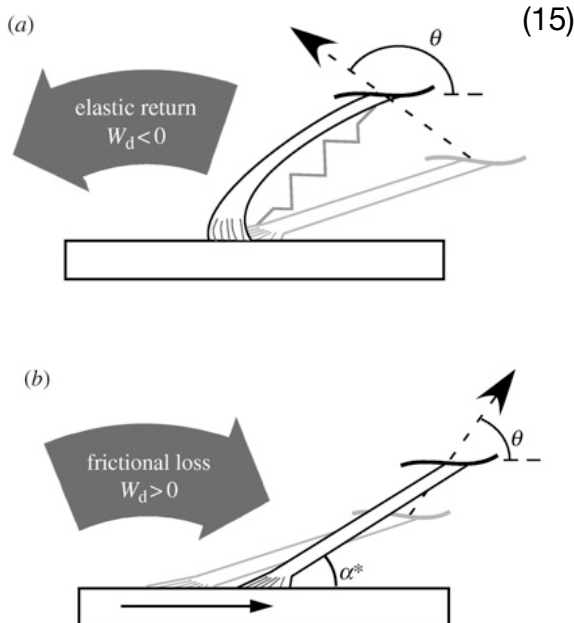 (a)
(15)
θ
elastic return
W_d<0
(b)
θ
frictional loss
W_d>0
α*